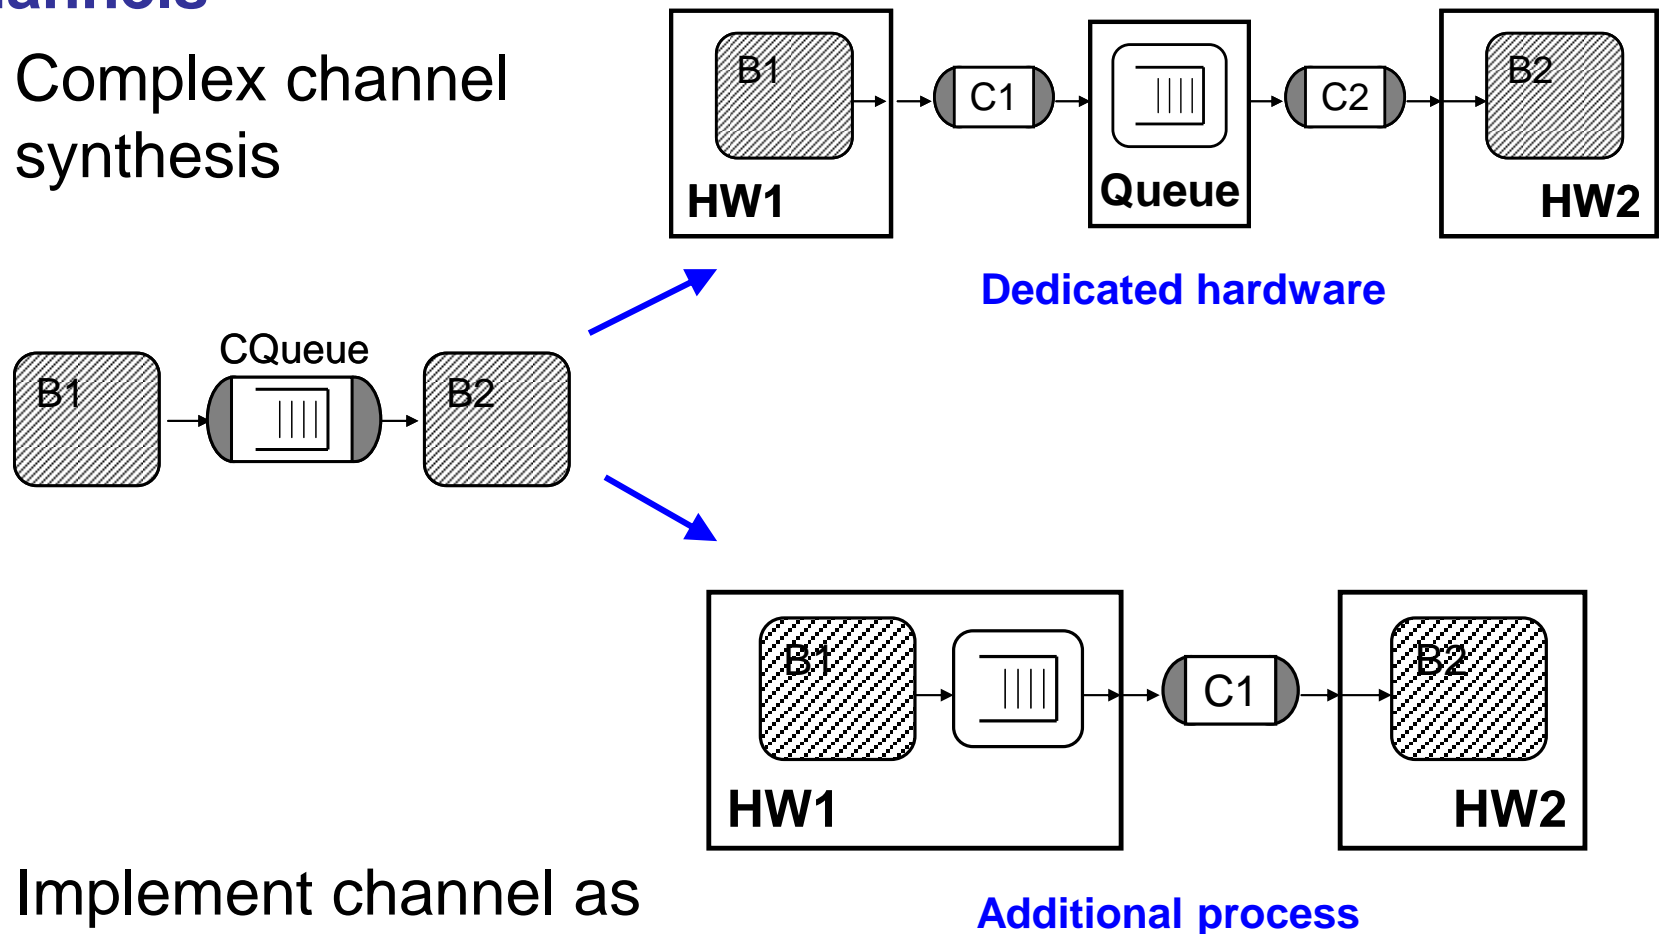 Complex channel
synthesis
B1
HW1
C1
Queue
C2
B2
HW2
Dedicated hardware
B1
CQueue
B2
B1
HW1
C1
B2
HW2
Implement channel as
Additional process